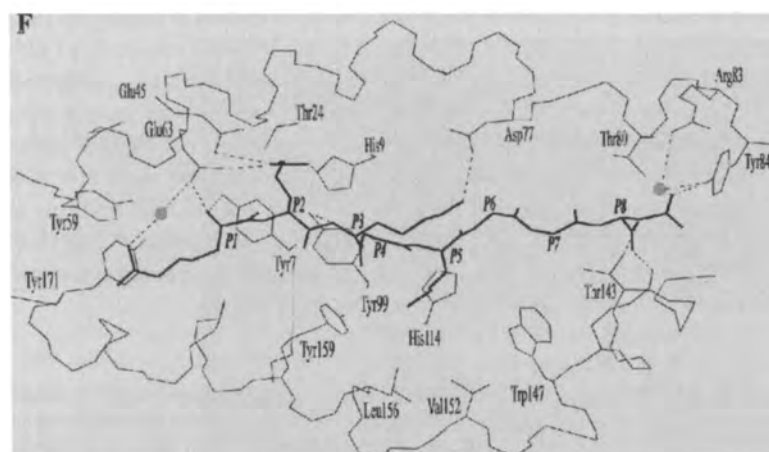 F
Glu45
Thr24
Asp77
Arg83
Glu63
His9
Thr80
Tyr84
Tyr59
P1
P2
P3
P4
P5
P6
P7
P8
Tyr171
Tyr7
Tyr99
His114
Thr143
Tyr159
Leu156
Val152
Trp147